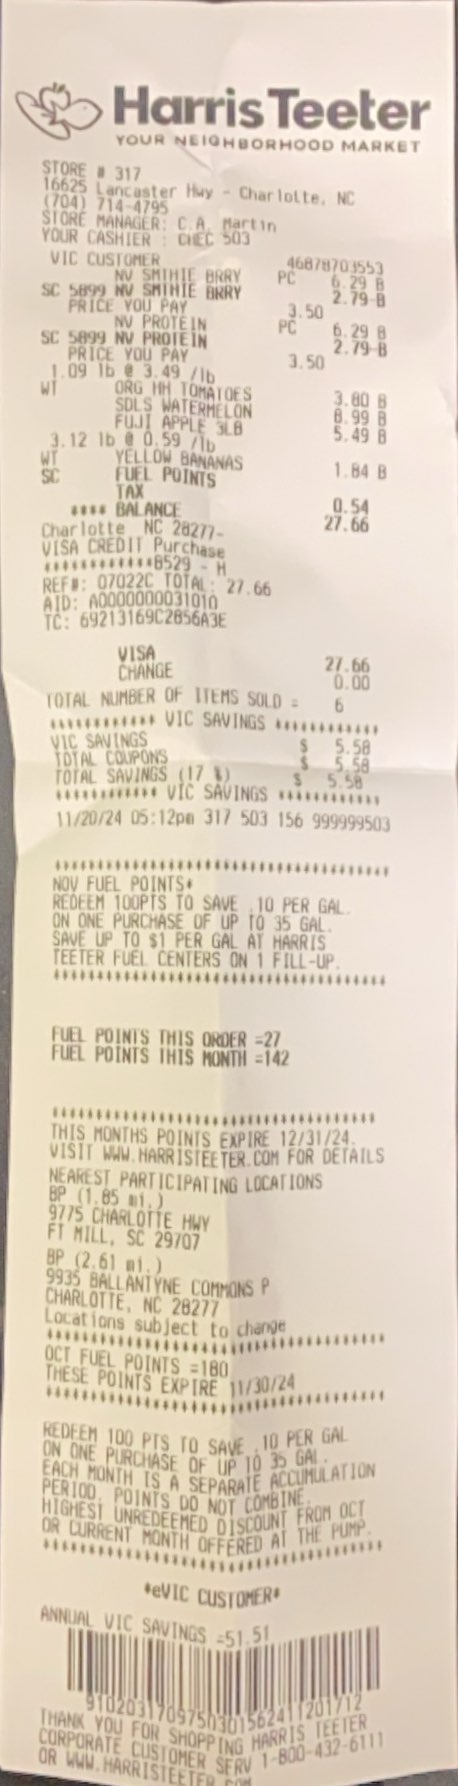 Harris Teeter
YOUR NEIGHBORHOOD MARKET
STORE # 317
16625 Lancaster Hwy - Charlotte, NC
(704) 714-4795
STORE MANAGER: C.A. Martin
YOUR CASHIER : CHEC 503
VIC CUSTOMER 46878703553
NV SMTHIE BRRY PC 6.29 B
SC 5899 NV SMTHIE BRRY 2.79-B
PRICE YOU PAY 3.50
NV PROTEIN PC 6.29 B
SC 5899 NV PROTEIN 2.79-B
PRICE YOU PAY 3.50
1.09 lb @ 3.49 /lb
WT ORG HH TOMATOES 3.80 B
SDLS WATERMELON 8.99 B
FUJI APPLE 3LB 5.49 B
3.12 lb @ 0.59 /lb
WT YELLOW BANANAS 1.84 B
SC FUEL POINTS
TAX 0.54
**** BALANCE 27.66
Charlotte NC 28277-
VISA CREDIT Purchase
************8529 - H
REF#: 07022C TOTAL: 27.66
AID: A0000000031010
TC: 69213169C2856A3E
VISA 27.66
CHANGE 0.00
TOTAL NUMBER OF ITEMS SOLD = 6
************ VIC SAVINGS ************
VIC SAVINGS $ 5.58
TOTAL COUPONS $ 5.58
TOTAL SAVINGS (17 %) $ 5.58
************ VIC SAVINGS ************
11/20/24 05:12pm 317 503 156 999999503
***************************************
NOV FUEL POINTS*
REDEEM 100PTS TO SAVE .10 PER GAL.
ON ONE PURCHASE OF UP TO 35 GAL.
SAVE UP TO $1 PER GAL AT HARRIS
TEETER FUEL CENTERS ON 1 FILL-UP.
***************************************
FUEL POINTS THIS ORDER =27
FUEL POINTS THIS MONTH =142
***************************************
THIS MONTHS POINTS EXPIRE 12/31/24.
VISIT WWW.HARRISTEETER.COM FOR DETAILS
NEAREST PARTICIPATING LOCATIONS
BP (1.85 mi.)
9775 CHARLOTTE HWY
FT MILL, SC 29707
BP (2.61 mi.)
9935 BALLANTYNE COMMONS P
CHARLOTTE, NC 28277
Locations subject to change
***************************************
OCT FUEL POINTS =180
THESE POINTS EXPIRE 11/30/24
***************************************
REDEEM 100 PTS TO SAVE .10 PER GAL
ON ONE PURCHASE OF UP TO 35 GAL.
EACH MONTH IS A SEPARATE ACCUMULATION
PERIOD. POINTS DO NOT COMBINE.
HIGHEST UNREDEEMED DISCOUNT FROM OCT
OR CURRENT MONTH OFFERED AT THE PUMP.
***************************************
*eVIC CUSTOMER*
ANNUAL VIC SAVINGS =51.51
9102031709750301562411201712
THANK YOU FOR SHOPPING HARRIS TEETER
CORPORATE CUSTOMER SERV 1-800-432-6111
OR WWW.HARRISTEETER.COM